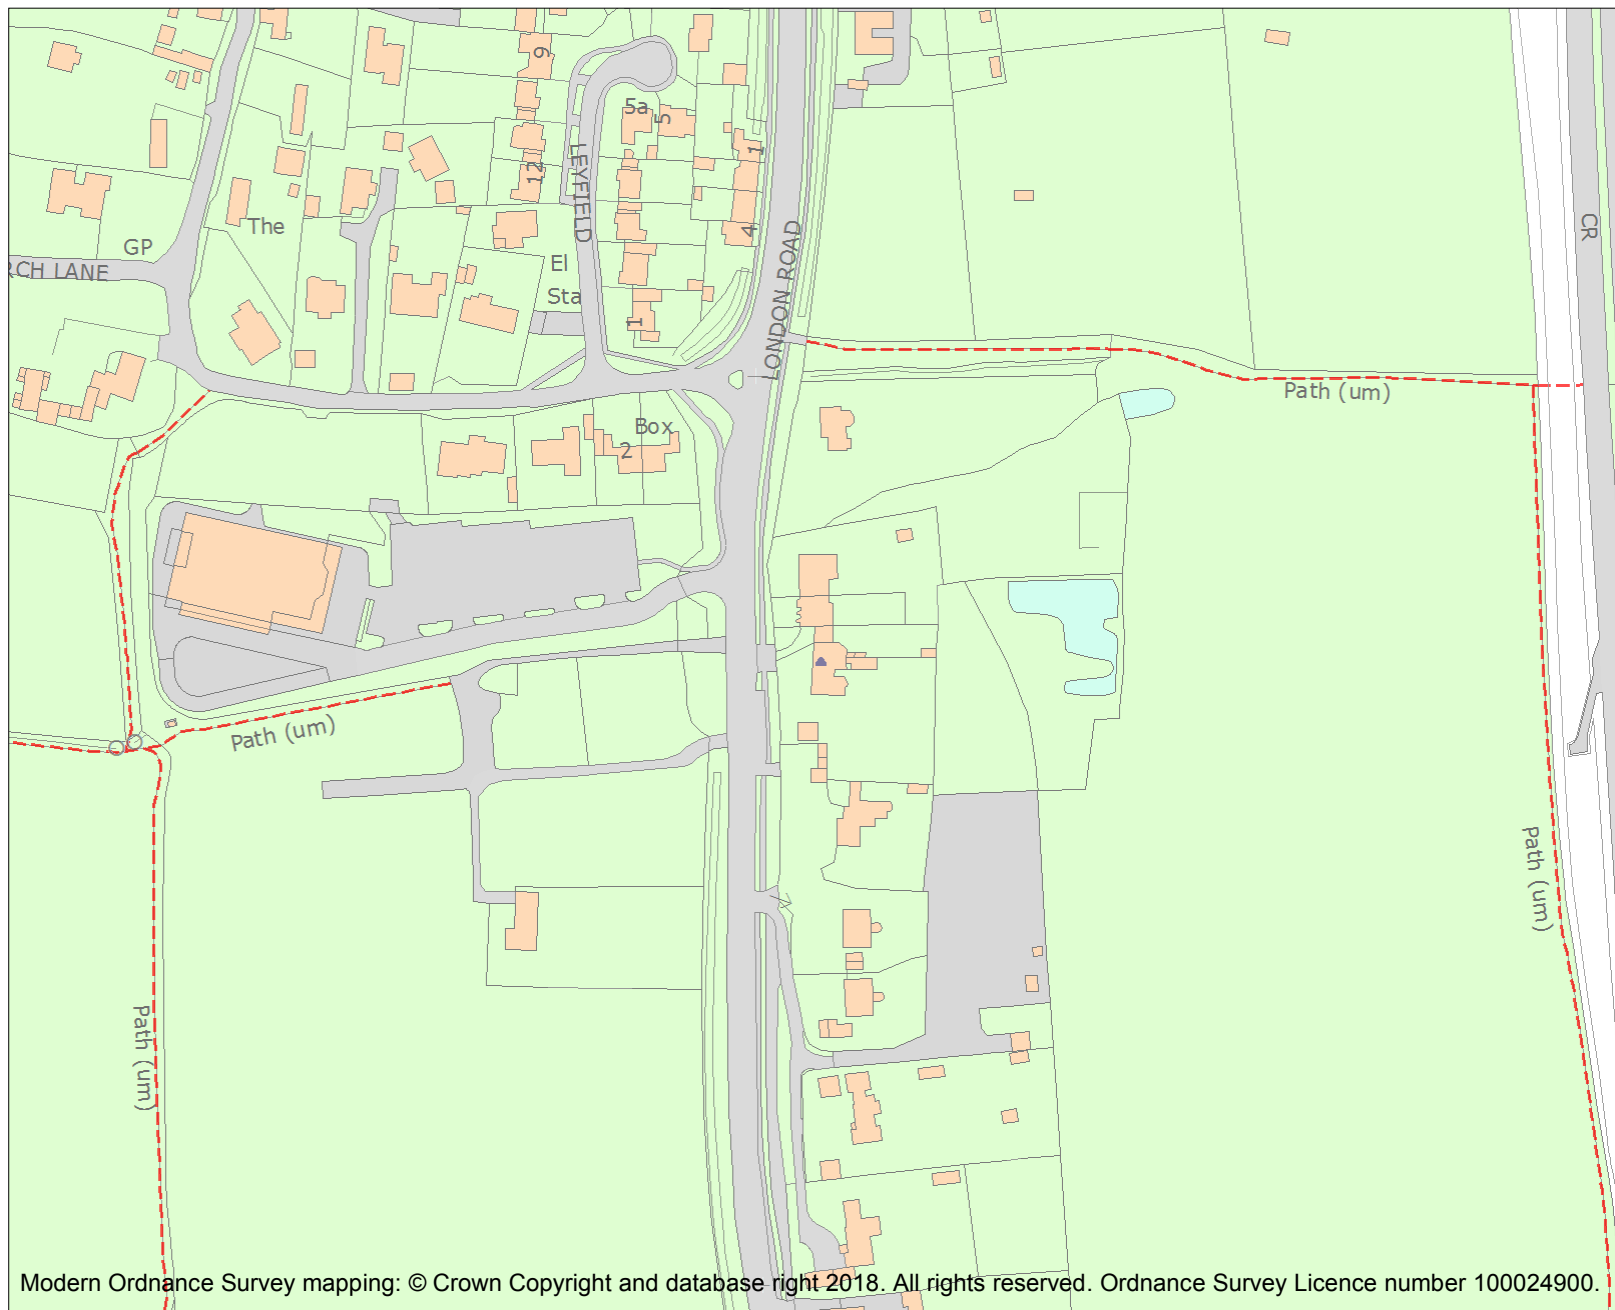 9
5a
5
1
12
LEYFIELD
The
4
GP
RCH LANE
El
Sta
LONDON ROAD
CR
1
Path (um)
Box
2
Path (um)
Path (um)
Path (um)
Modern Ordnance Survey mapping: © Crown Copyright and database right 2018. All rights reserved. Ordnance Survey Licence number 100024900.